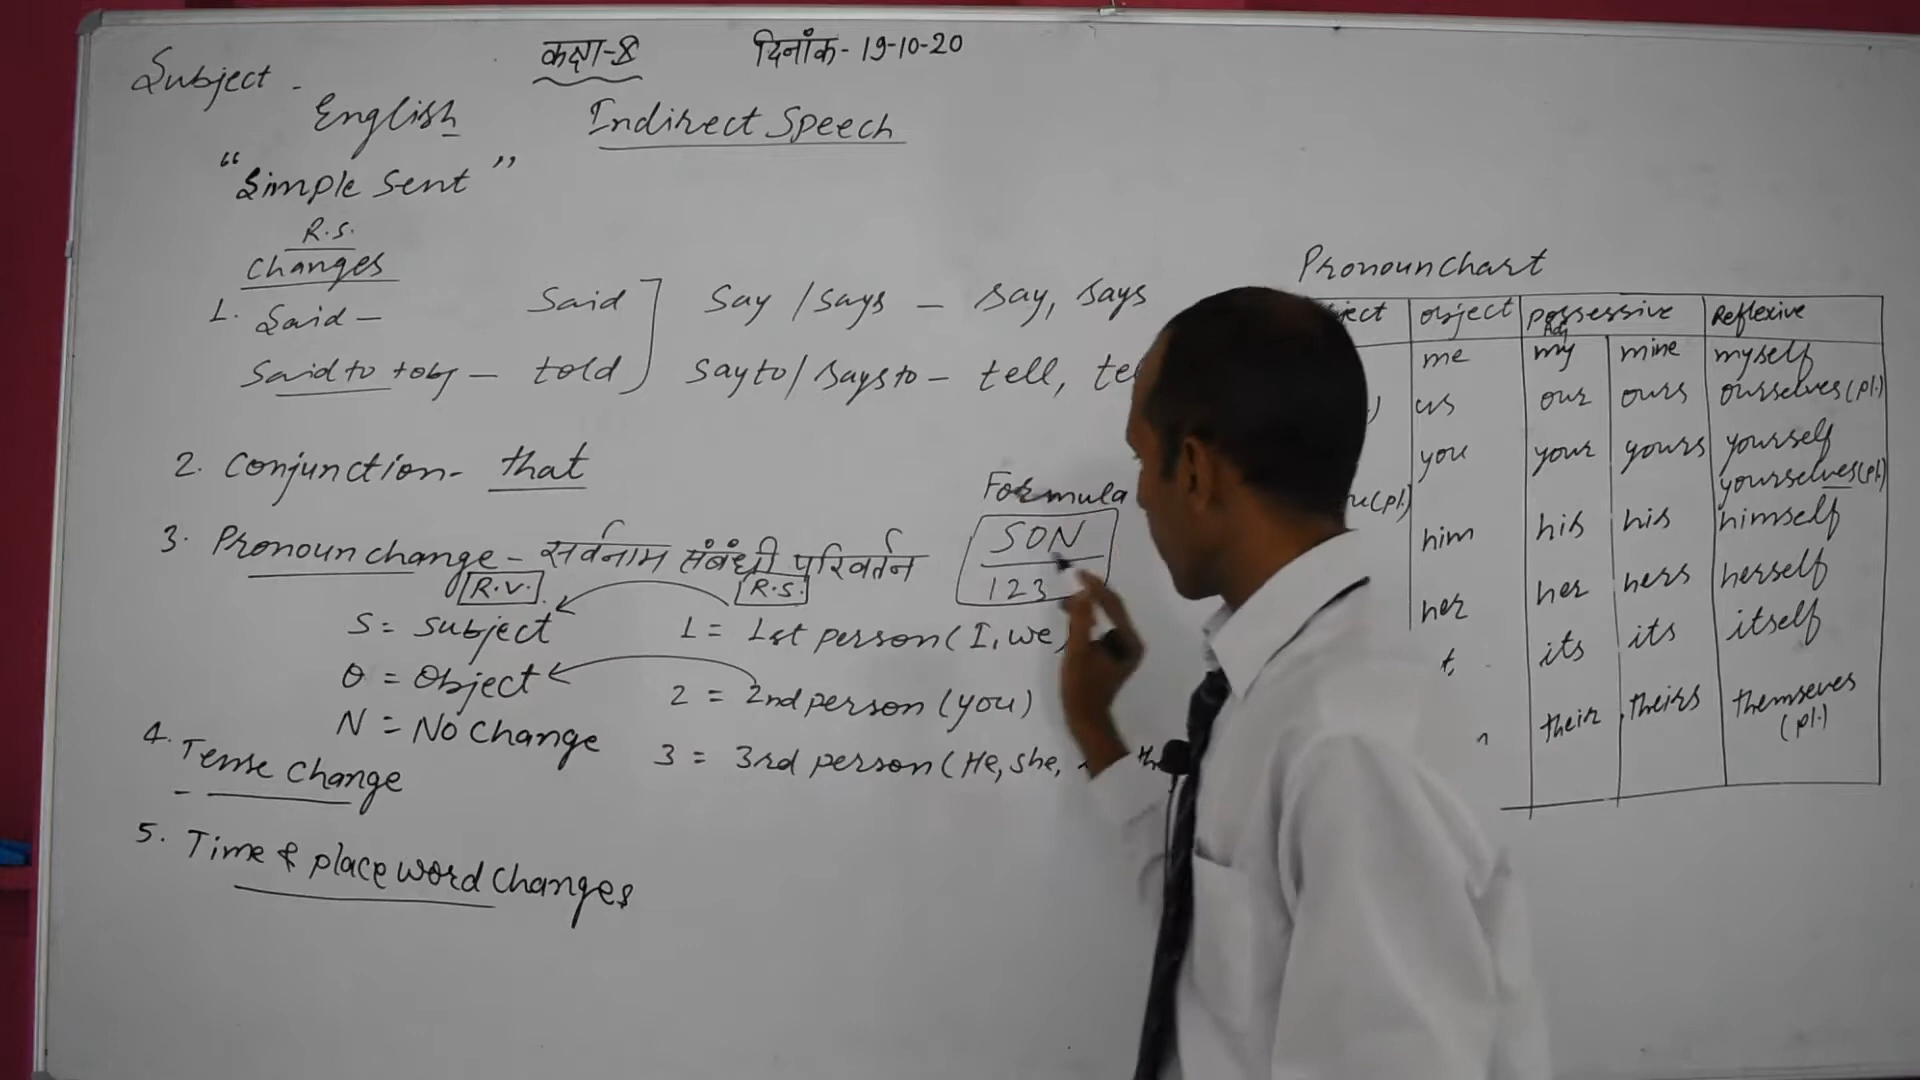 कक्षा-8 दिनांक- 19-10-20
Subject -
English Indirect Speech
"Simple Sent"
R.S.
Changes
1. Said - Said Say / Says - Say, Says
Said to + obj - told Say to / Says to - tell,
2. Conjunction - that
Formula
SON
123
3. Pronoun change - सर्वनाम संबंधी परिवर्तन
R.V. R.S.
S = Subject 1 = 1st person (I, we)
O = Object 2 = 2nd person (you)
N = No Change 3 = 3rd person (He, she,
4. Tense Change
5. Time & place word Changes
Pronoun Chart
object possessive Reflexive
Adj
me my mine myself
us our ours ourselves (pl.)
you your yours yourself
(pl.) yourselves (pl.)
him his his himself
her her hers herself
its its itself
their theirs themseves
(pl.)